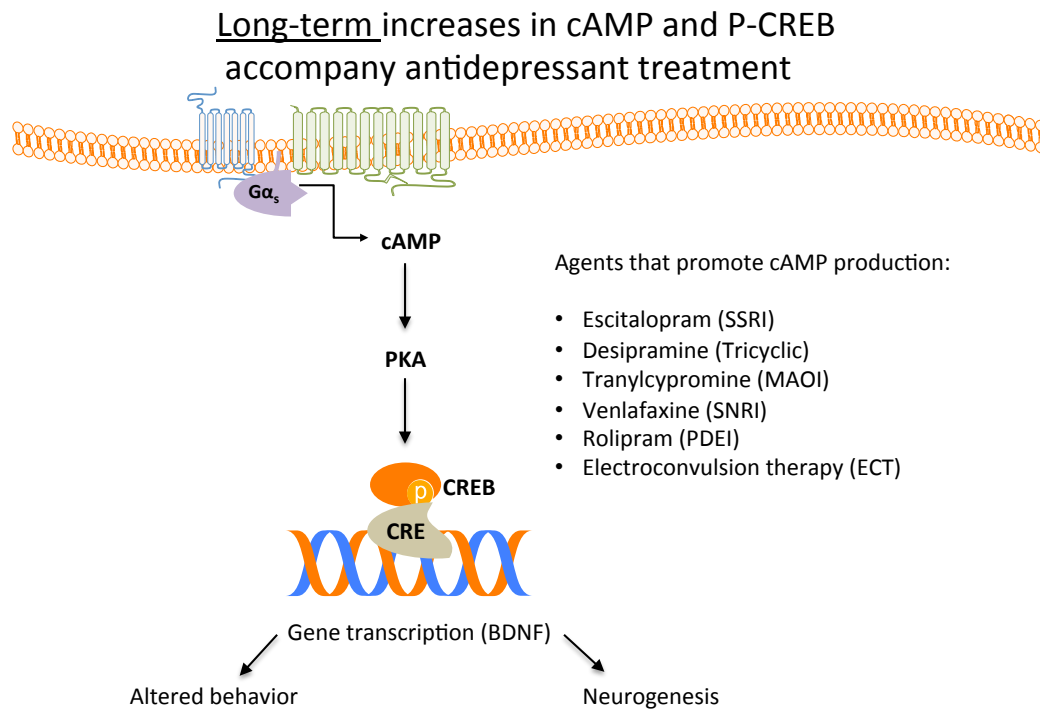 Long-term increases in cAMP and P-CREB
accompany antidepressant treatment
Gαs
cAMP
Agents that promote cAMP production:
• Escitalopram (SSRI)
• Desipramine (Tricyclic)
• Tranylcypromine (MAOI)
• Venlafaxine (SNRI)
• Rolipram (PDEI)
• Electroconvulsion therapy (ECT)
PKA
p
CREB
CRE
Gene transcription (BDNF)
Altered behavior
Neurogenesis